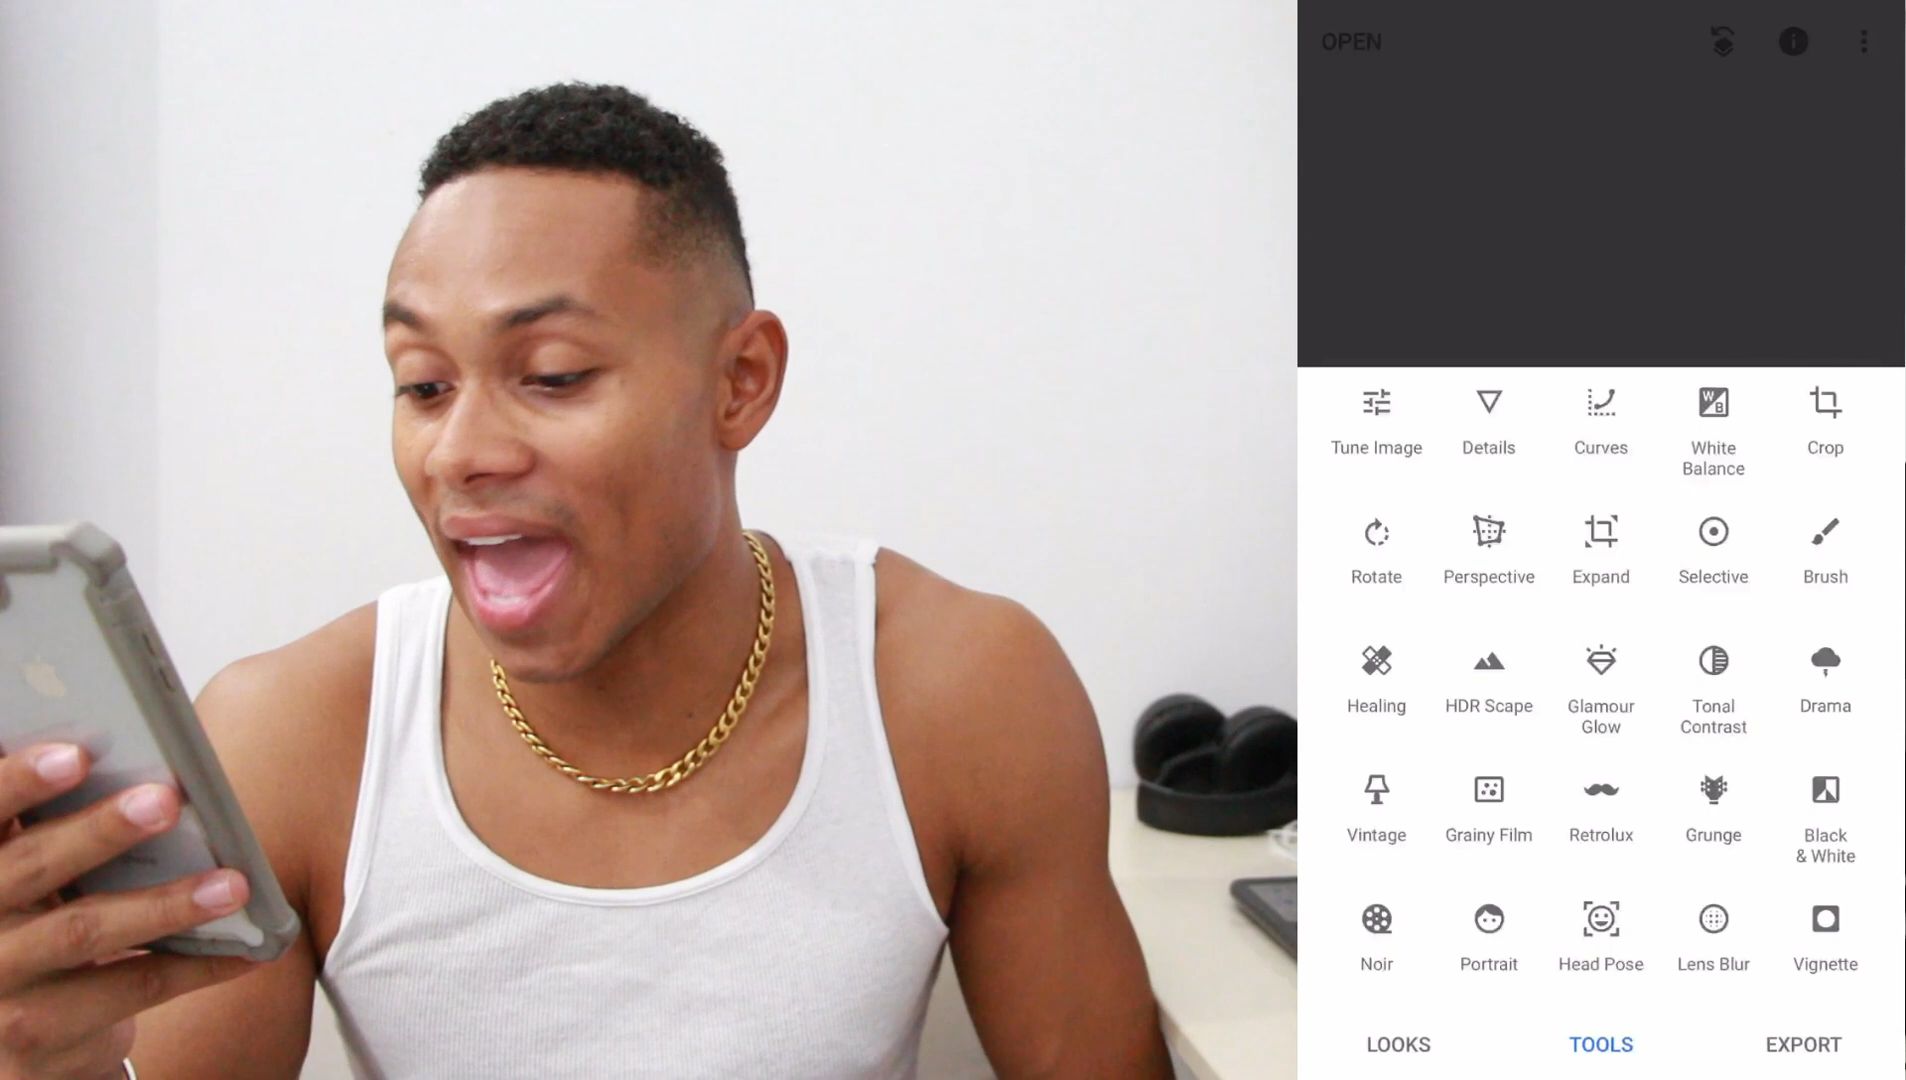 OPEN
Tune Image
Details
Curves
White
Balance
Crop
Rotate
Perspective
Expand
Selective
Brush
Healing
HDR Scape
Glamour
Glow
Tonal
Contrast
Drama
Vintage
Grainy Film
Retrolux
Grunge
Black
& White
Noir
Portrait
Head Pose
Lens Blur
Vignette
LOOKS
TOOLS
EXPORT